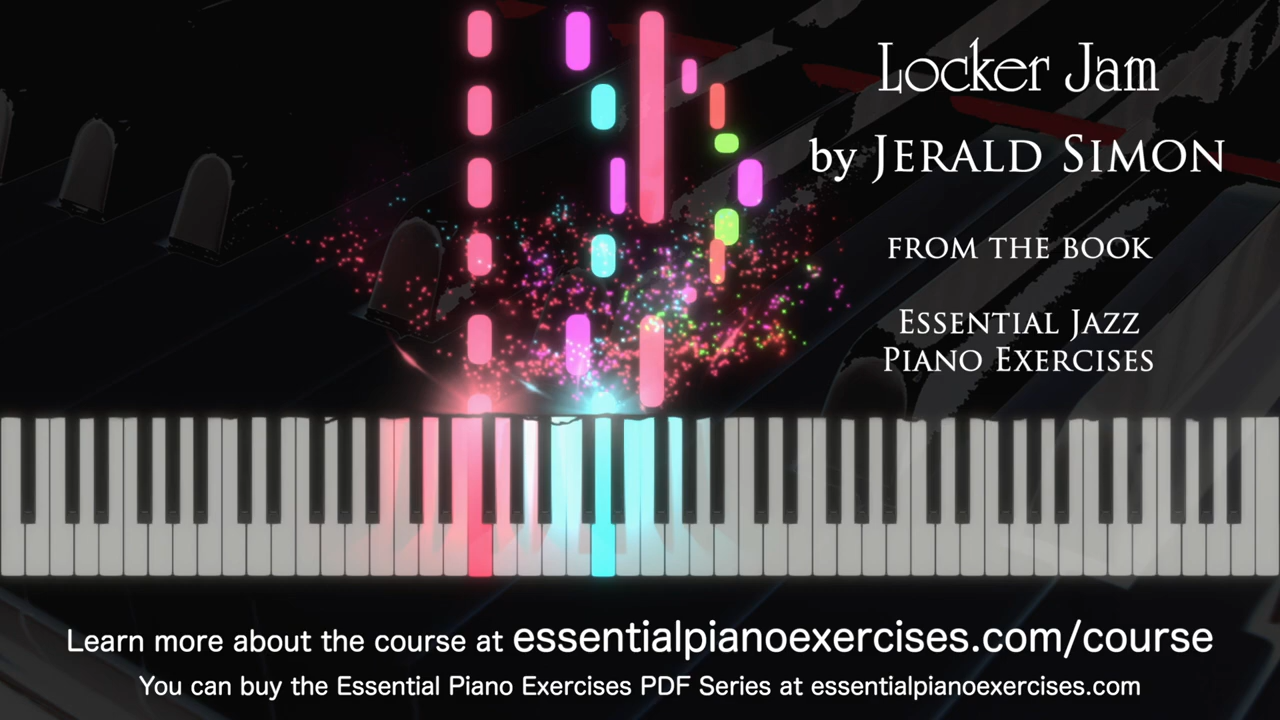 Locker Jam
by Jerald Simon
from the book
Essential Jazz
Piano Exercises
Learn more about the course at essentialpianoexercises.com/course
You can buy the Essential Piano Exercises PDF Series at essentialpianoexercises.com